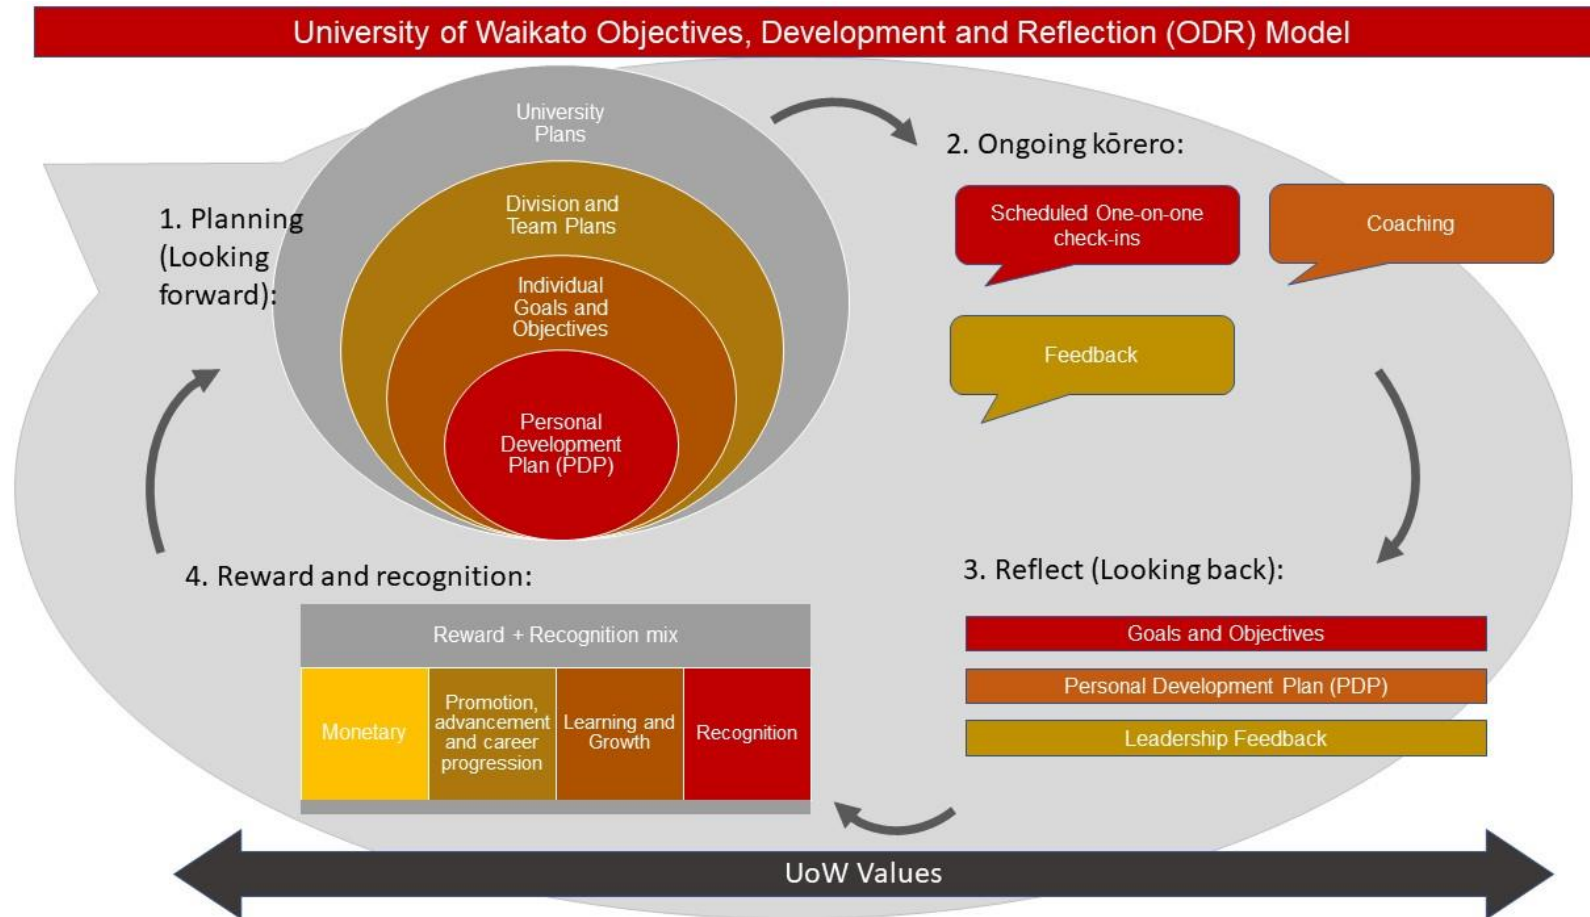 University of Waikato Objectives, Development and Reflection (ODR) Model
1. Planning
(Looking
forward):
University
Plans
Division and
Team Plans
Individual
Goals and
Objectives
Personal
Development
Plan (PDP)
2. Ongoing kōrero:
Scheduled One-on-one
check-ins
Coaching
Feedback
3. Reflect (Looking back):
Goals and Objectives
Personal Development Plan (PDP)
Leadership Feedback
4. Reward and recognition:
Reward + Recognition mix
Monetary
Promotion,
advancement
and career
progression
Learning and
Growth
Recognition
UoW Values